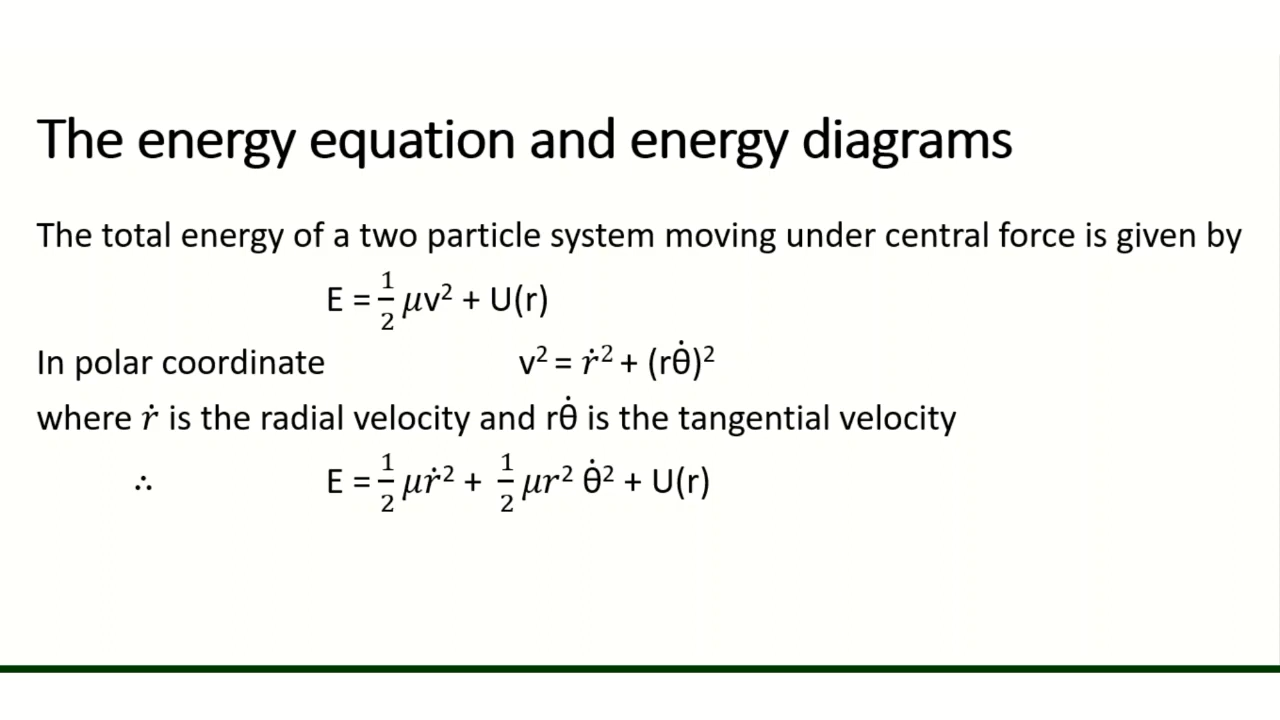 The energy equation and energy diagrams
The total energy of a two particle system moving under central force is given by
E = 1/2 μv² + U(r)
In polar coordinate v² = ṙ² + (rθ̇)²
where ṙ is the radial velocity and rθ̇ is the tangential velocity
∴ E = 1/2 μṙ² + 1/2 μr² θ̇² + U(r)